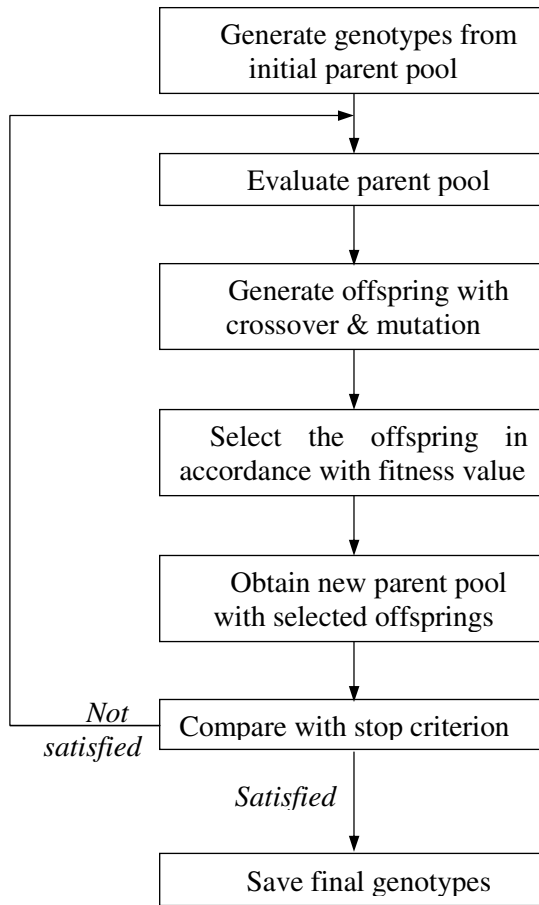 Generate genotypes from
initial parent pool
Evaluate parent pool
Generate offspring with
crossover & mutation
Select the offspring in
accordance with fitness value
Obtain new parent pool
with selected offsprings
Not
satisfied
Compare with stop criterion
Satisfied
Save final genotypes